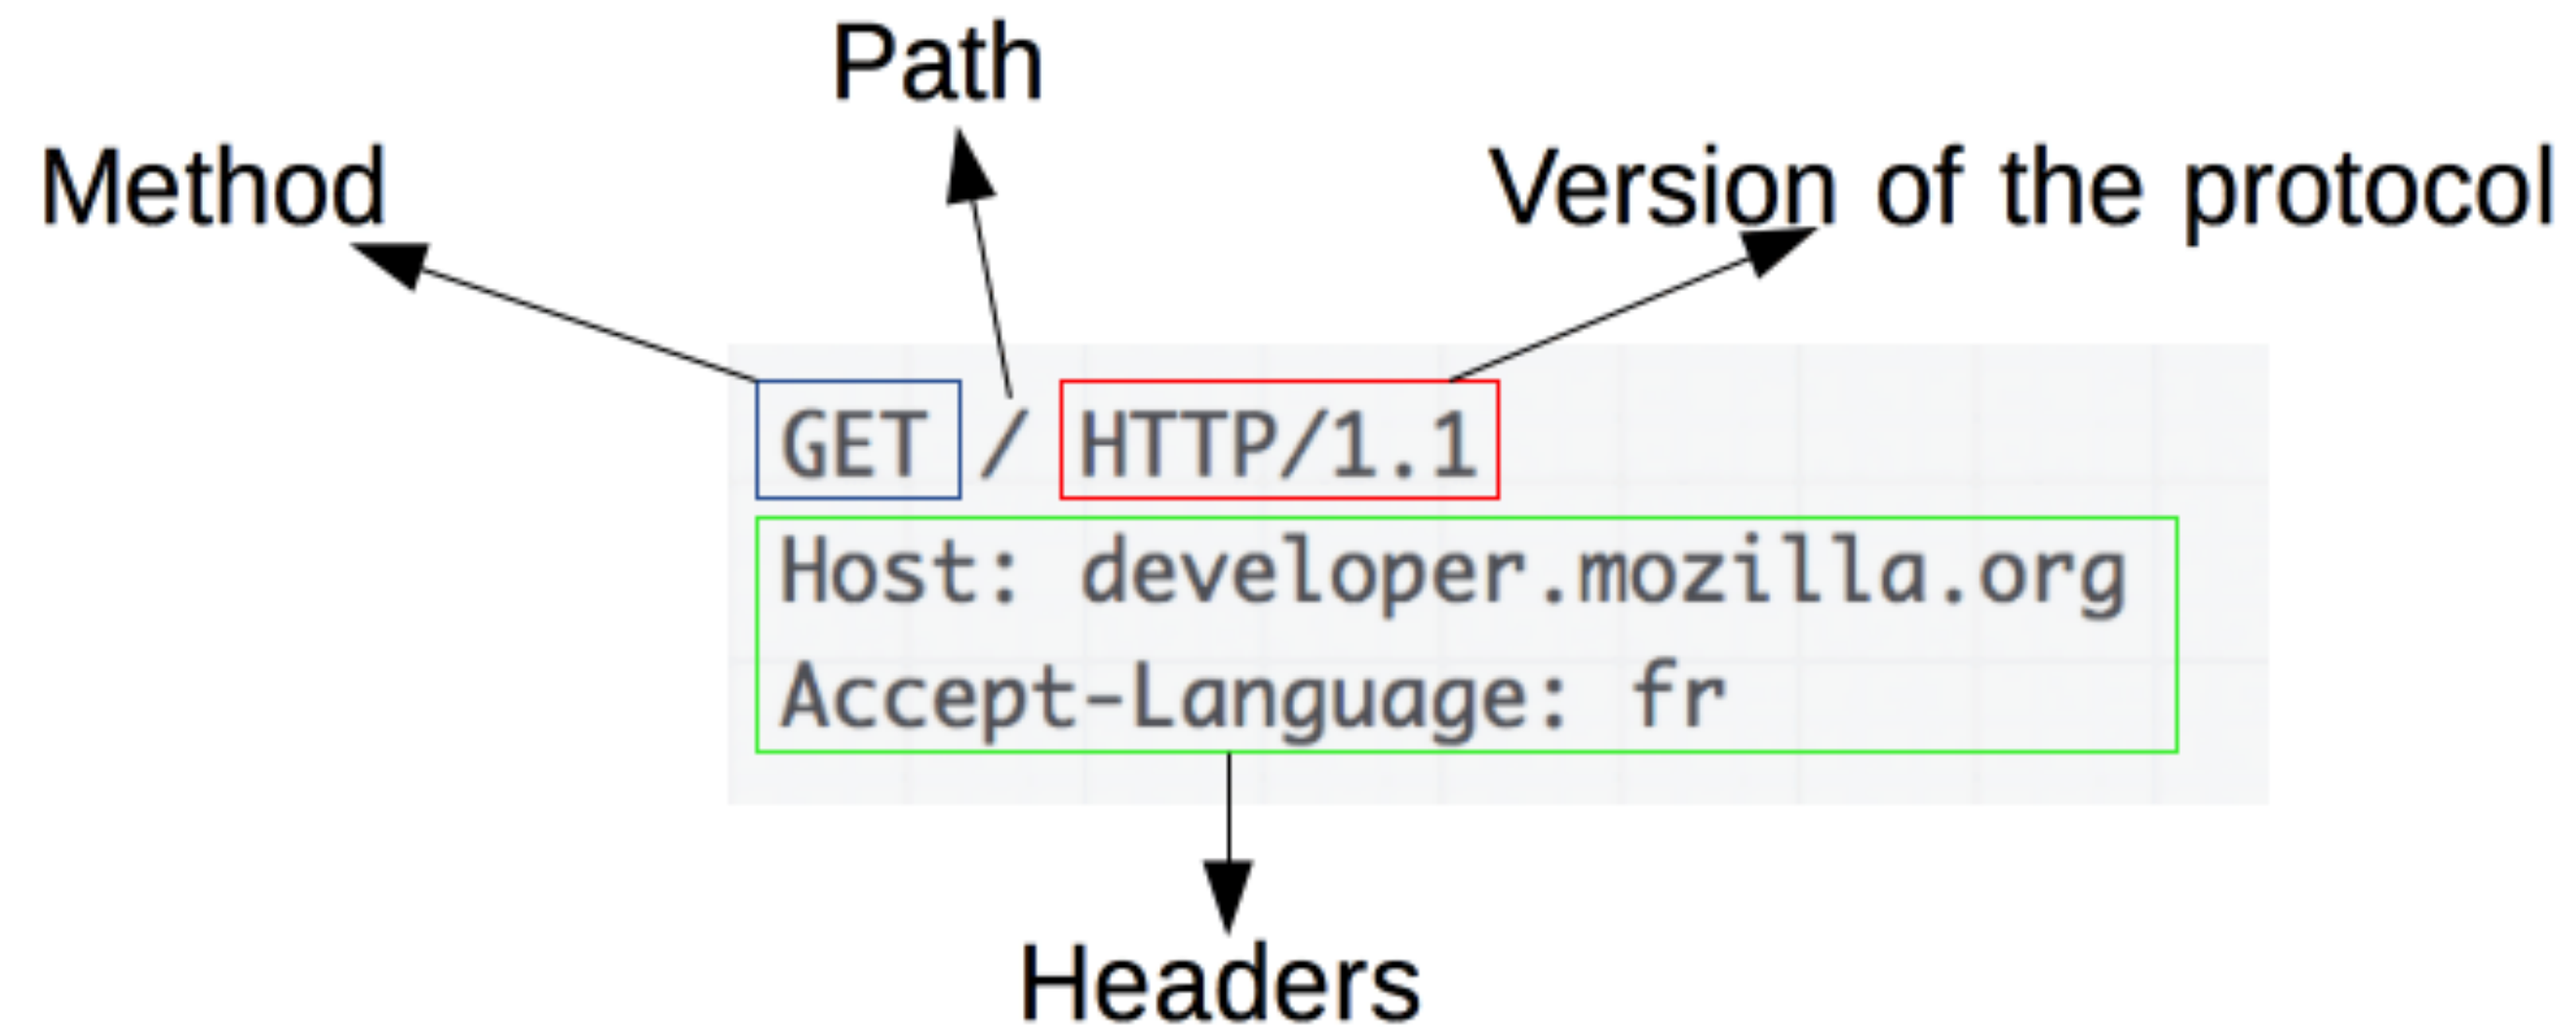 Path
Method
Version of the protocol
GET / HTTP/1.1
Host: developer.mozilla.org
Accept-Language: fr
Headers